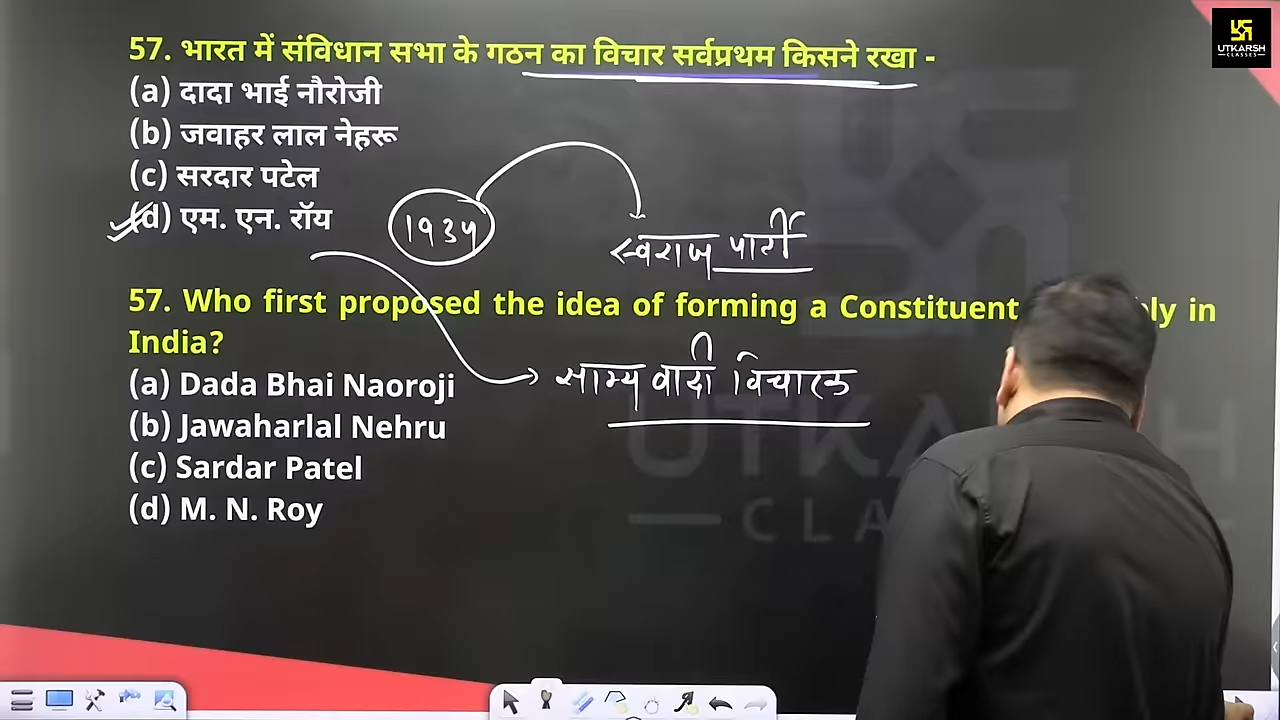 57. भारत में संविधान सभा के गठन का विचार सर्वप्रथम किसने रखा -
(a) दादा भाई नौरोजी
(b) जवाहर लाल नेहरू
(c) सरदार पटेल
(d) एम. एन. रॉय
1934
स्वराज पार्टी
57. Who first proposed the idea of forming a Constituent in
India?
साम्यवादी विचारक
(a) Dada Bhai Naoroji
(b) Jawaharlal Nehru
(c) Sardar Patel
(d) M. N. Roy
UTKARSH
CLASSES